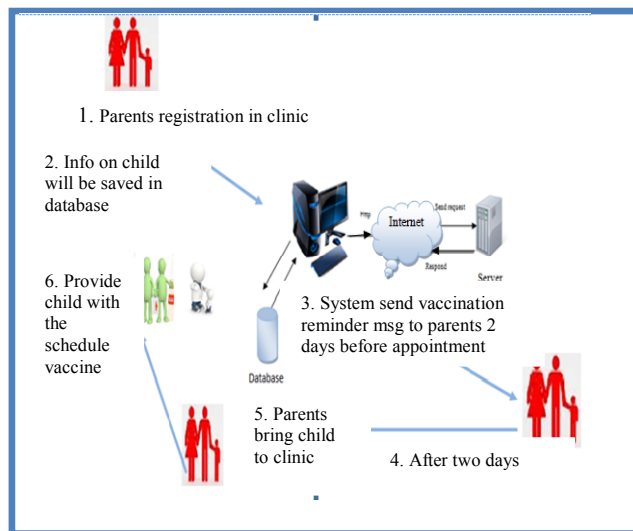 1. Parents registration in clinic
2. Info on child
will be saved in
database
Http
Internet
Send request
Respond
Server
6. Provide
child with
the
schedule
vaccine
3. System send vaccination
reminder msg to parents 2
days before appointment
Database
5. Parents
bring child
to clinic
4. After two days